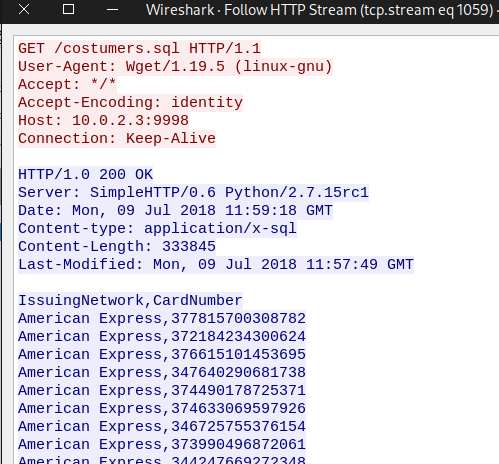 Wireshark · Follow HTTP Stream (tcp.stream eq 1059) ·
GET /costumers.sql HTTP/1.1
User-Agent: Wget/1.19.5 (linux-gnu)
Accept: */*
Accept-Encoding: identity
Host: 10.0.2.3:9998
Connection: Keep-Alive
HTTP/1.0 200 OK
Server: SimpleHTTP/0.6 Python/2.7.15rc1
Date: Mon, 09 Jul 2018 11:59:18 GMT
Content-type: application/x-sql
Content-Length: 333845
Last-Modified: Mon, 09 Jul 2018 11:57:49 GMT
IssuingNetwork,CardNumber
American Express,377815700308782
American Express,372184234300624
American Express,376615101453695
American Express,347640290681738
American Express,374490178725371
American Express,374633069597926
American Express,346725755376154
American Express,373990496872061
American Express,344247669272348